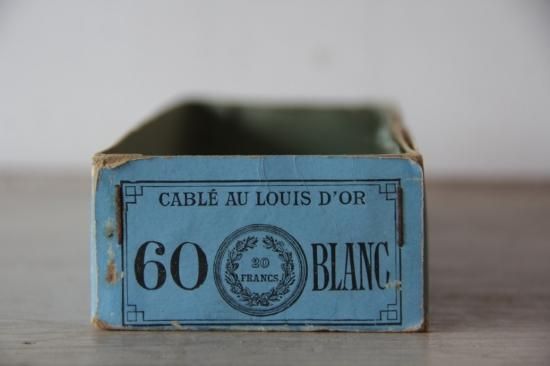 CABLÉ AU LOUIS D'OR
60
20
FRANCS
BLANC